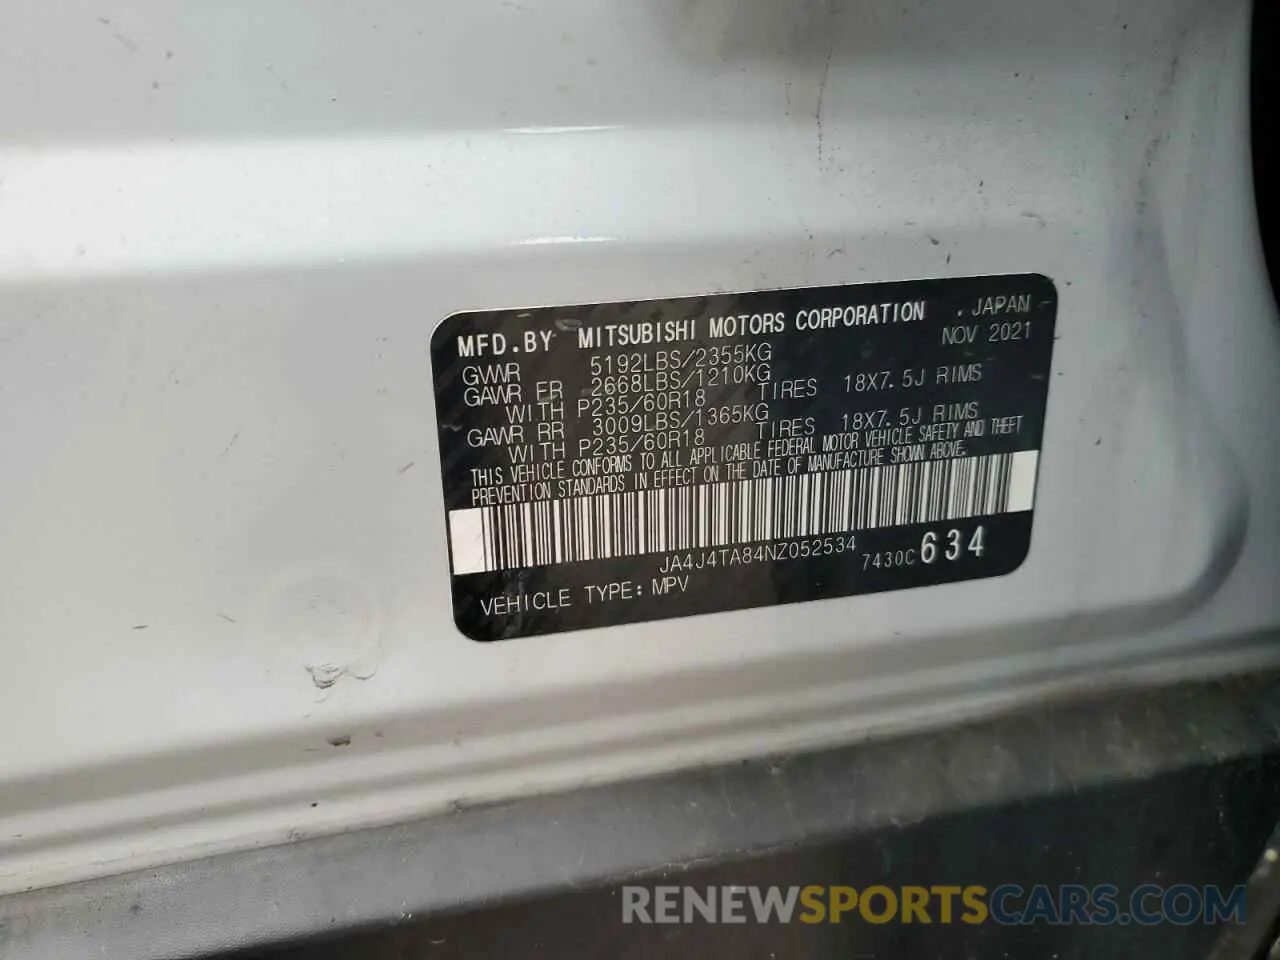 MFD.BY MITSUBISHI MOTORS CORPORATION , JAPAN
NOV 2021
GVWR 5192LBS/2355KG
GAWR FR 2668LBS/1210KG
WITH P235/60R18 TIRES 18X7.5J RIMS
GAWR RR 3009LBS/1365KG
WITH P235/60R18 TIRES 18X7.5J RIMS
THIS VEHICLE CONFORMS TO ALL APPLICABLE FEDERAL MOTOR VEHICLE SAFETY AND THEFT
PREVENTION STANDARDS IN EFFECT ON THE DATE OF MANUFACTURE SHOWN ABOVE.
JA4J4TA84NZ052534 7430C 634
VEHICLE TYPE: MPV
RENEWSPORTSCARS.COM